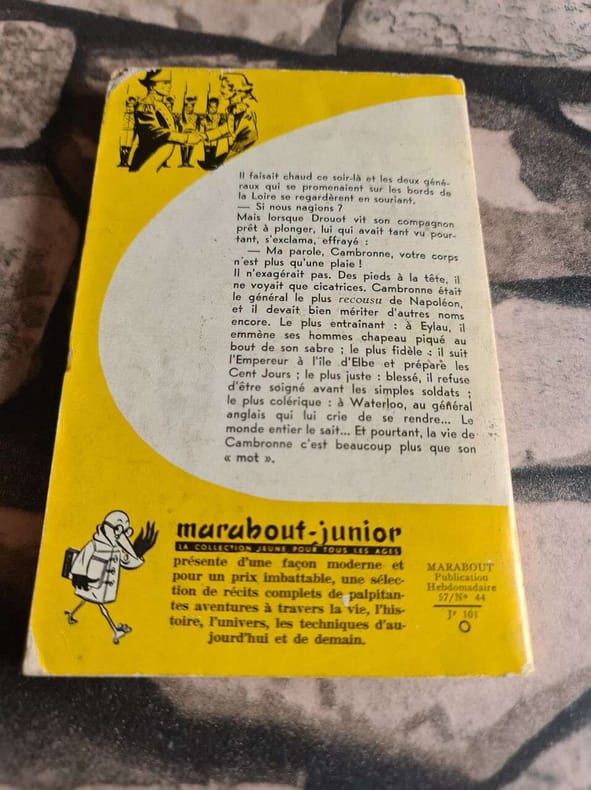 Il faisait chaud ce soir-là et les deux géné-
raux qui se promenaient sur les bords de
la Loire se regardèrent en souriant.
— Si nous nagions ?
Mais lorsque Drouot vit son compagnon
prêt à plonger, lui qui avait tant vu pour-
tant, s'exclama, effrayé :
— Ma parole, Cambronne, votre corps
n'est plus qu'une plaie !
Il n'exagérait pas. Des pieds à la tête, il
ne voyait que cicatrices. Cambronne était
le général le plus recousu de Napoléon,
et il devait bien mériter d'autres noms
encore. Le plus entraînant : à Eylau, il
emmène ses hommes chapeau piqué au
bout de son sabre ; le plus fidèle : il suit
l'Empereur à l'île d'Elbe et prépare les
Cent Jours ; le plus juste : blessé, il refuse
d'être soigné avant les simples soldats ;
le plus colérique : à Waterloo, au général
anglais qui lui crie de se rendre... Le
monde entier le sait... Et pourtant, la vie de
Cambronne c'est beaucoup plus que son
« mot ».
marabout-junior
LA COLLECTION JEUNE POUR TOUS LES AGES
présente d'une façon moderne et
pour un prix imbattable, une sélec-
tion de récits complets de palpitan-
tes aventures à travers la vie, l'his-
toire, l'univers, les techniques d'au-
jourd'hui et de demain.
MARABOUT
Publication
Hebdomadaire
57/N° 44
Jr 101
O